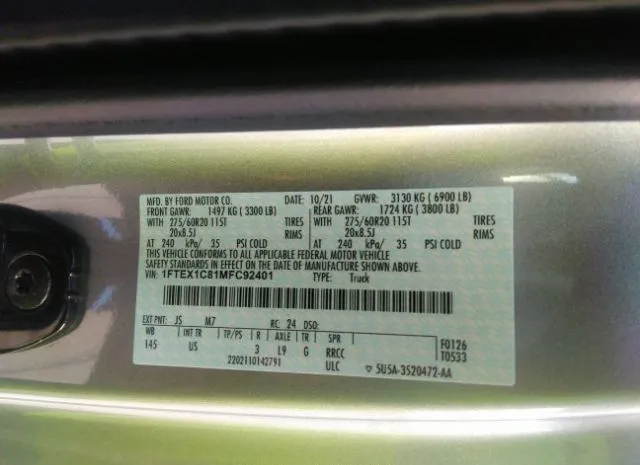 MFD. BY FORD MOTOR CO. DATE: 10/21 GVWR: 3130 KG ( 6900 LB)
FRONT GAWR: 1497 KG ( 3300 LB) REAR GAWR: 1724 KG ( 3800 LB)
WITH 275/60R20 115T TIRES WITH 275/60R20 115T TIRES
20x8.5J RIMS 20x8.5J RIMS
AT 240 kPa/ 35 PSI COLD AT 240 kPa/ 35 PSI COLD
THIS VEHICLE CONFORMS TO ALL APPLICABLE FEDERAL MOTOR VEHICLE
SAFETY STANDARDS IN EFFECT ON THE DATE OF MANUFACTURE SHOWN ABOVE.
VIN: 1FTEX1C81MFC92401 TYPE: Truck
EXT PNT: JS M7 RC: 24 DSO:
WB INT TR TP/PS R AXLE TR SPR F0126
145 US 3 L9 G RRCC T0533
2202110142791 ULC ▽ 5U5A-3520472-AA